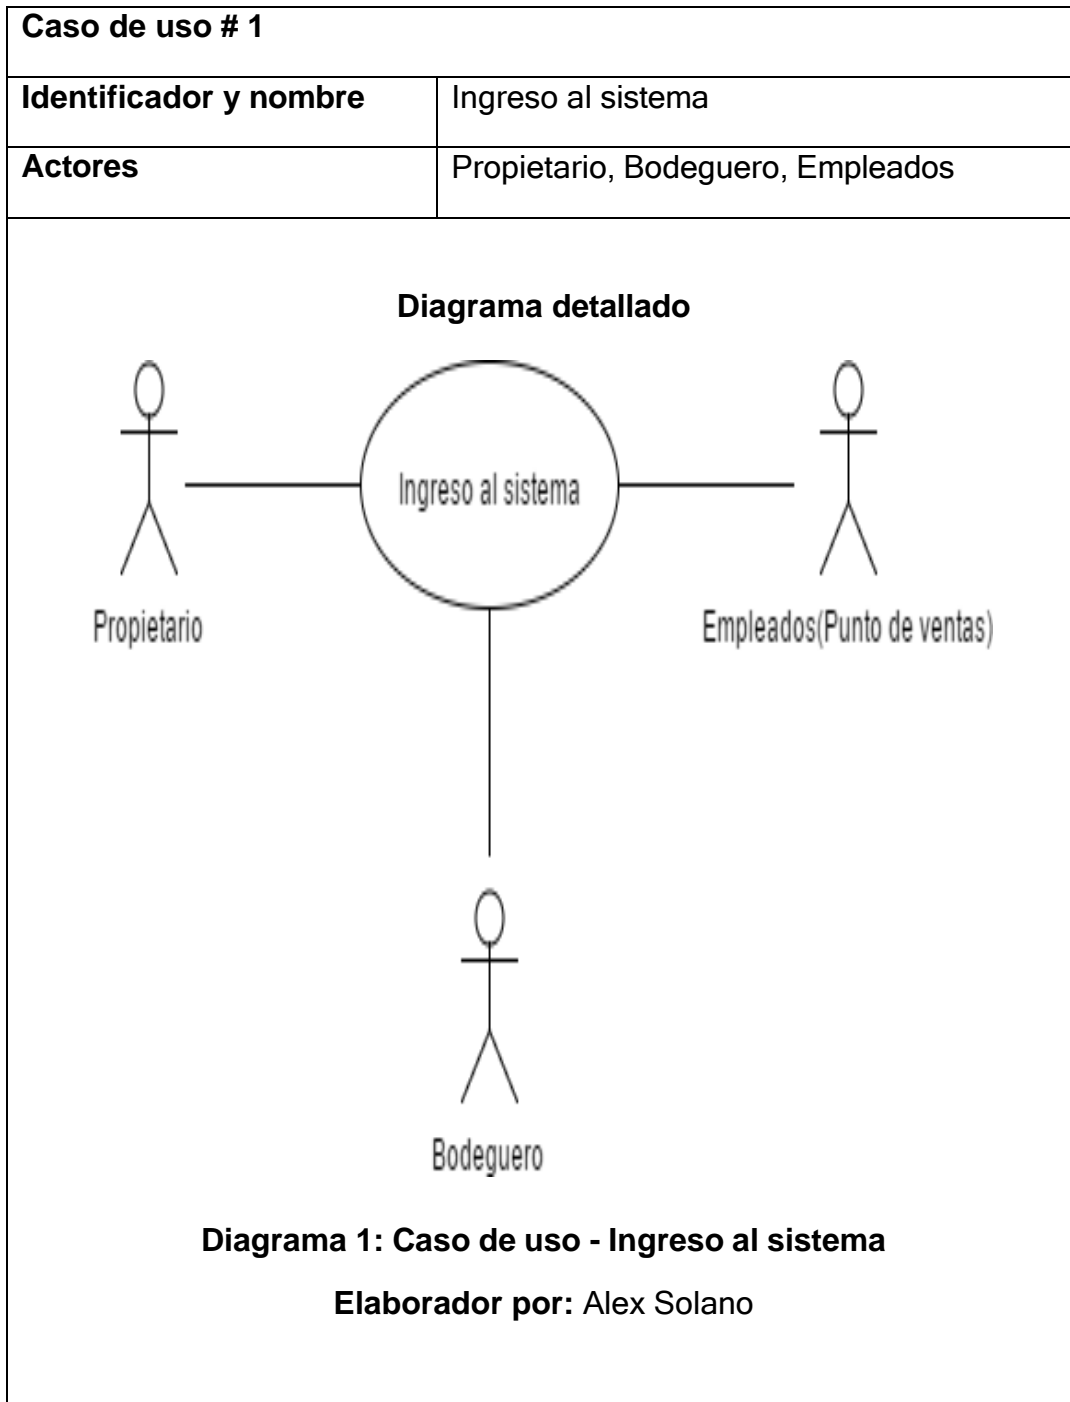 Caso de uso # 1
Identificador y nombre
Ingreso al sistema
Actores
Propietario, Bodeguero, Empleados
Diagrama detallado
Ingreso al sistema
Propietario
Empleados(Punto de ventas)
Bodeguero
Diagrama 1: Caso de uso - Ingreso al sistema
Elaborador por: Alex Solano